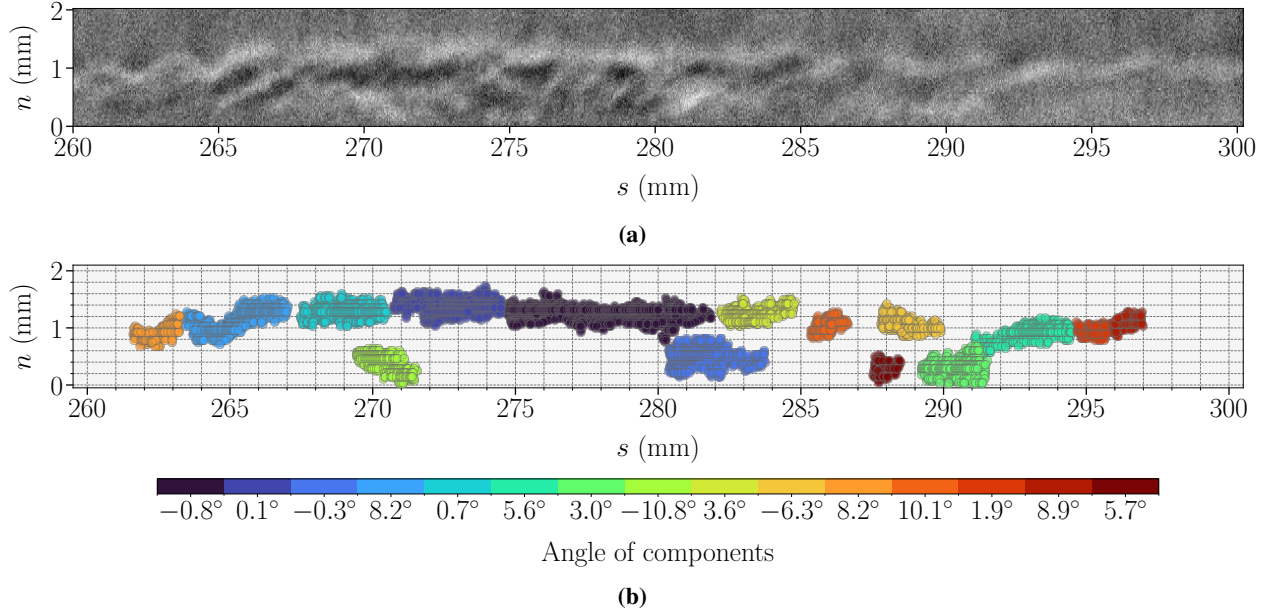 2
1
0
n (mm)
260 265 270 275 280 285 290 295 300
s (mm)
(a)
2
1
0
n (mm)
260 265 270 275 280 285 290 295 300
s (mm)
−0.8° 0.1° −0.3° 8.2° 0.7° 5.6° 3.0° −10.8° 3.6° −6.3° 8.2° 10.1° 1.9° 8.9° 5.7°
Angle of components
(b)